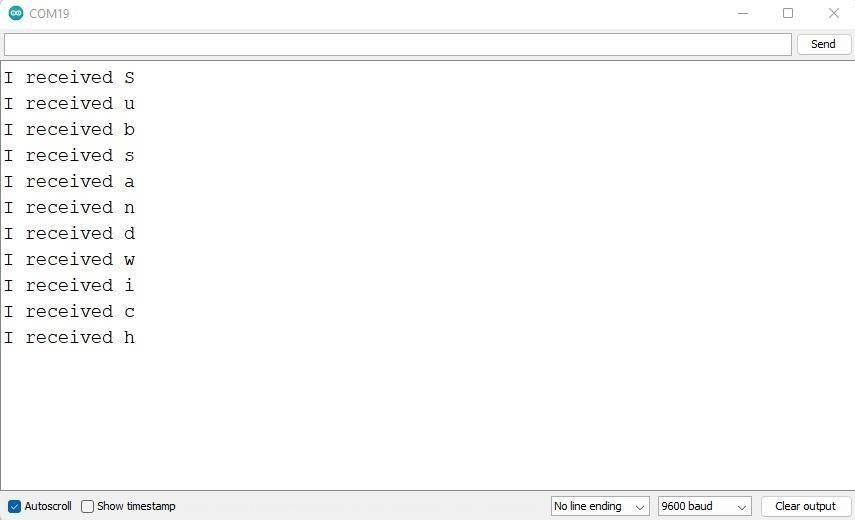 COM19
Send
I received S
I received u
I received b
I received s
I received a
I received n
I received d
I received w
I received i
I received c
I received h
Autoscroll Show timestamp No line ending 9600 baud Clear output